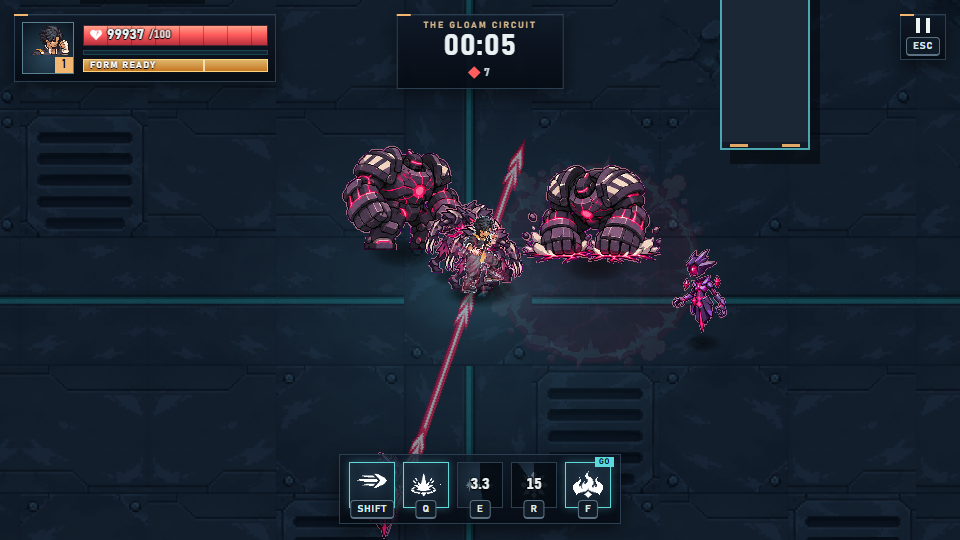 99937 /100
1
FORM READY
THE GLOAM CIRCUIT
00:05
7
ESC
GO
3.3
15
SHIFT
Q
E
R
F